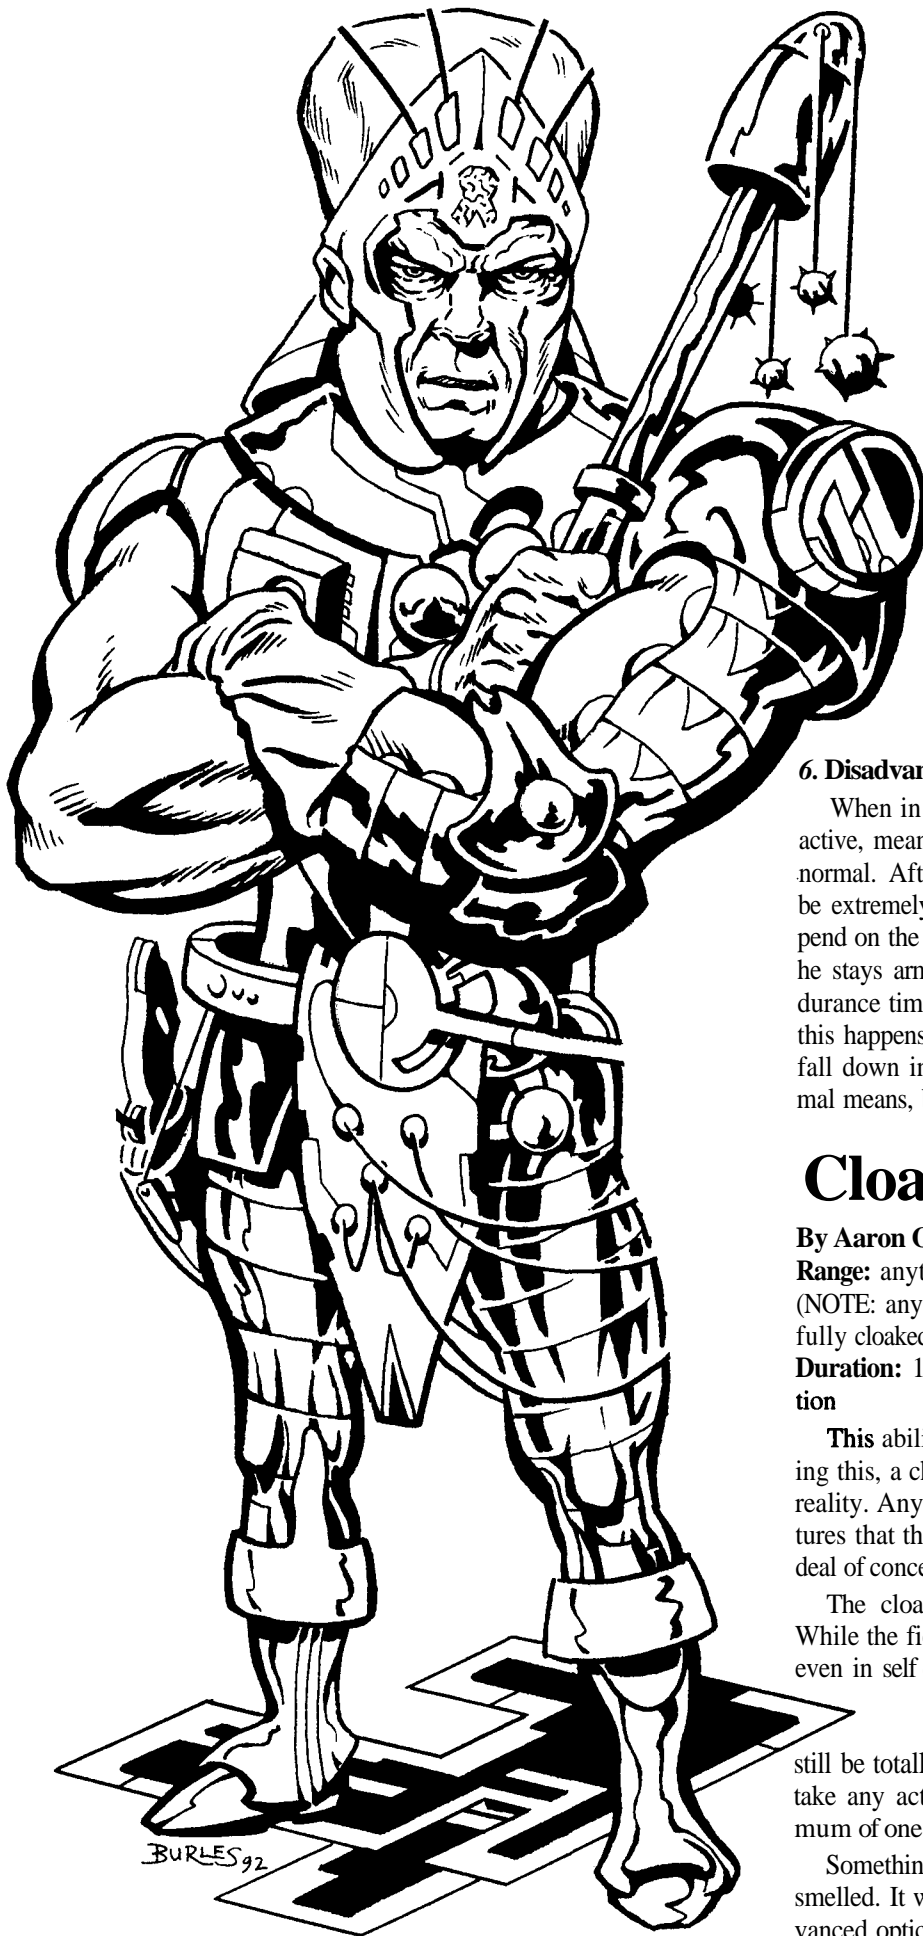 6. Disadvan
When in
active, mean
normal. Aft
be extremely
pend on the
he stays arm
durance tim
this happens
fall down in
mal means,
Cloa
By Aaron C
Range: anyt
(NOTE: any
fully cloaked
Duration: 1
tion
This abili
ing this, a cl
reality. Any
tures that th
deal of conce
The cloa
While the fi
even in self
still be totall
take any act
mum of one
Somethin
smelled. It w
vanced optic
BURLES 92